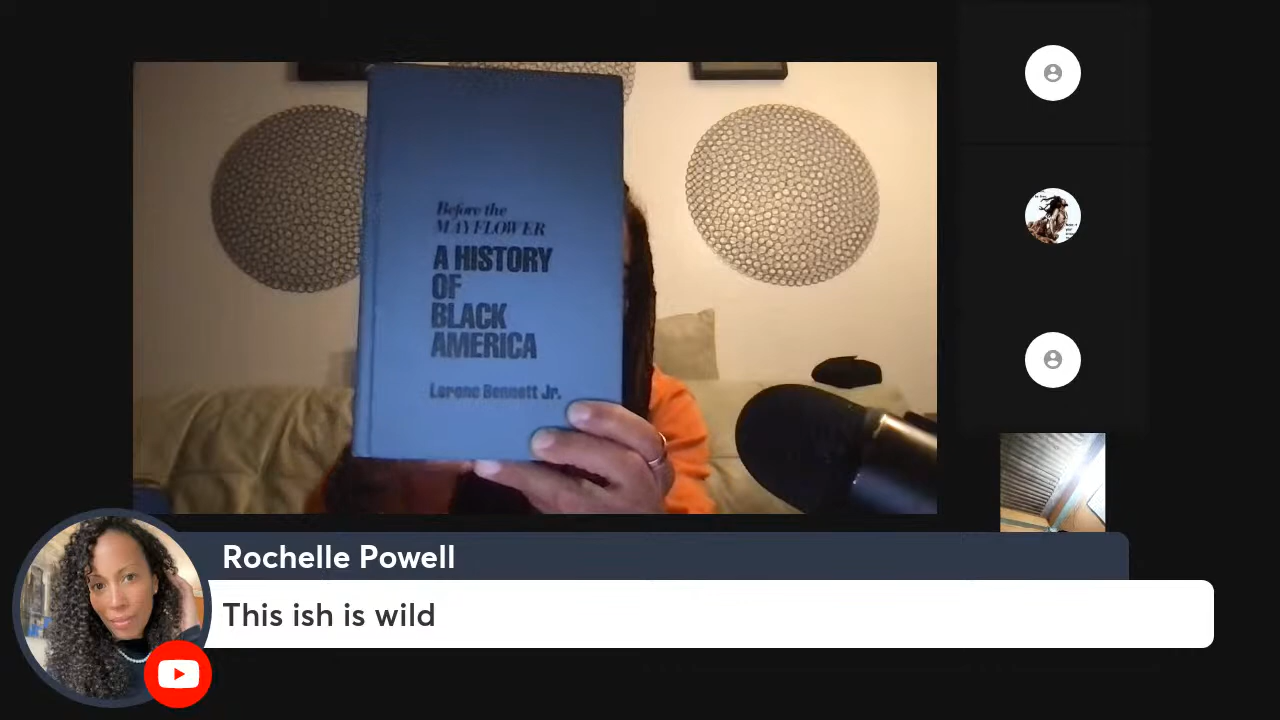 Before the
MAYFLOWER
A HISTORY
OF
BLACK
AMERICA
Lerone Bennett Jr.
Rochelle Powell
This ish is wild